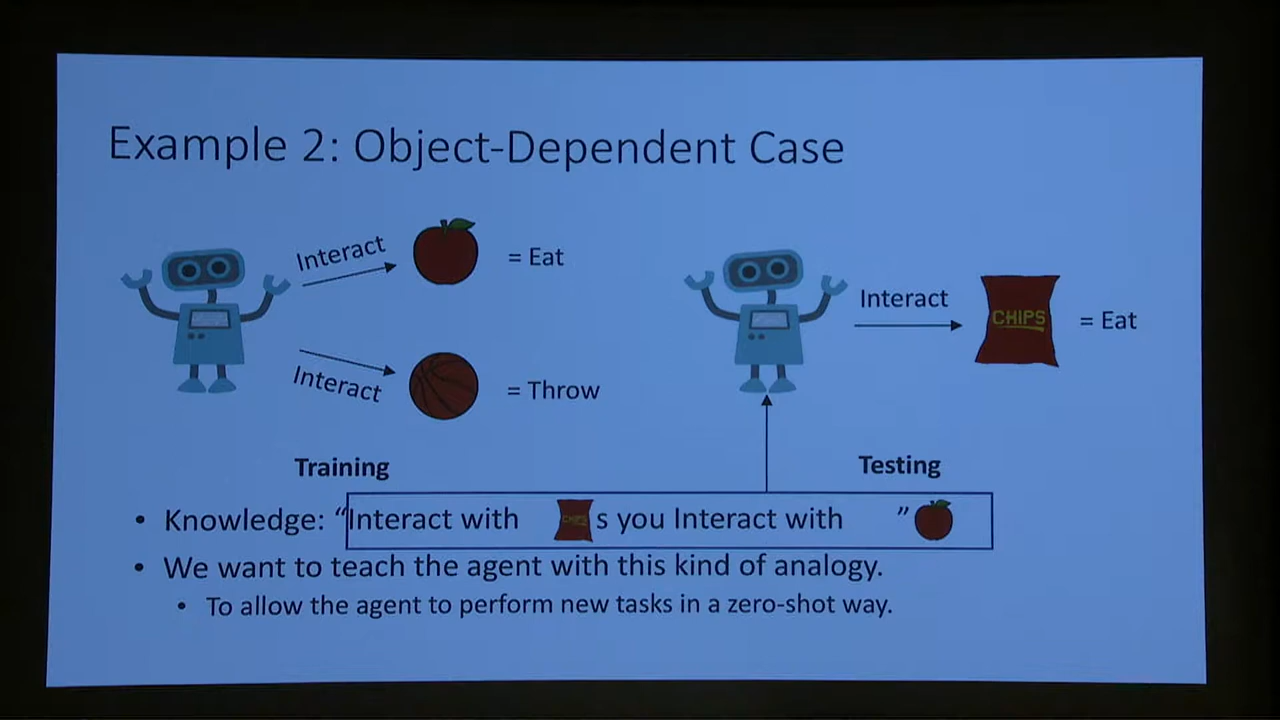 Example 2: Object-Dependent Case
Interact
= Eat
Interact
= Throw
Interact
CHIPS
= Eat
Training
Testing
• Knowledge: “Interact with CHIPS s you Interact with ”
• We want to teach the agent with this kind of analogy.
• To allow the agent to perform new tasks in a zero-shot way.